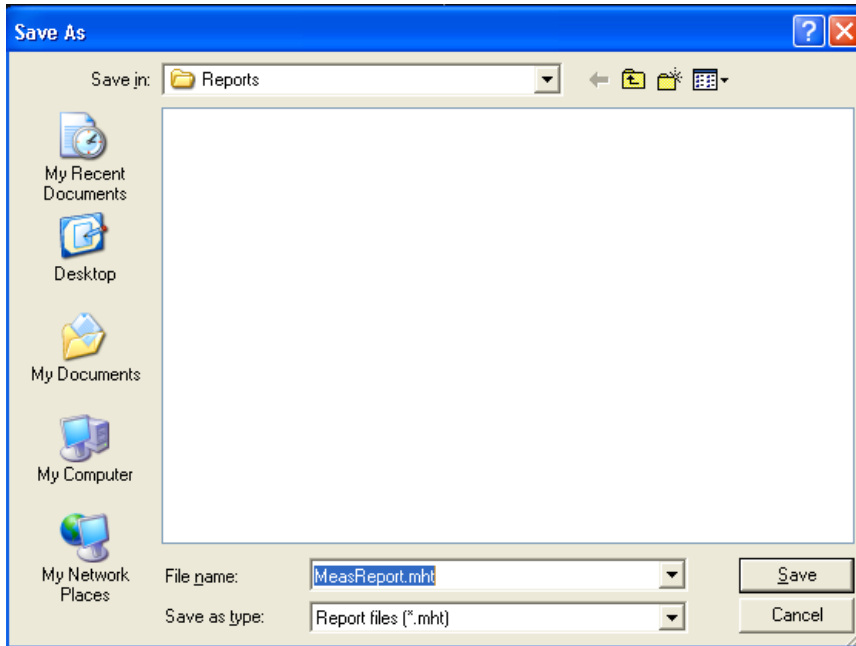 Save As
Save in:
Reports
My Recent
Documents
Desktop
My Documents
My Computer
My Network
Places
File name:
MeasReport.mht
Save
Save as type:
Report files (*.mht)
Cancel